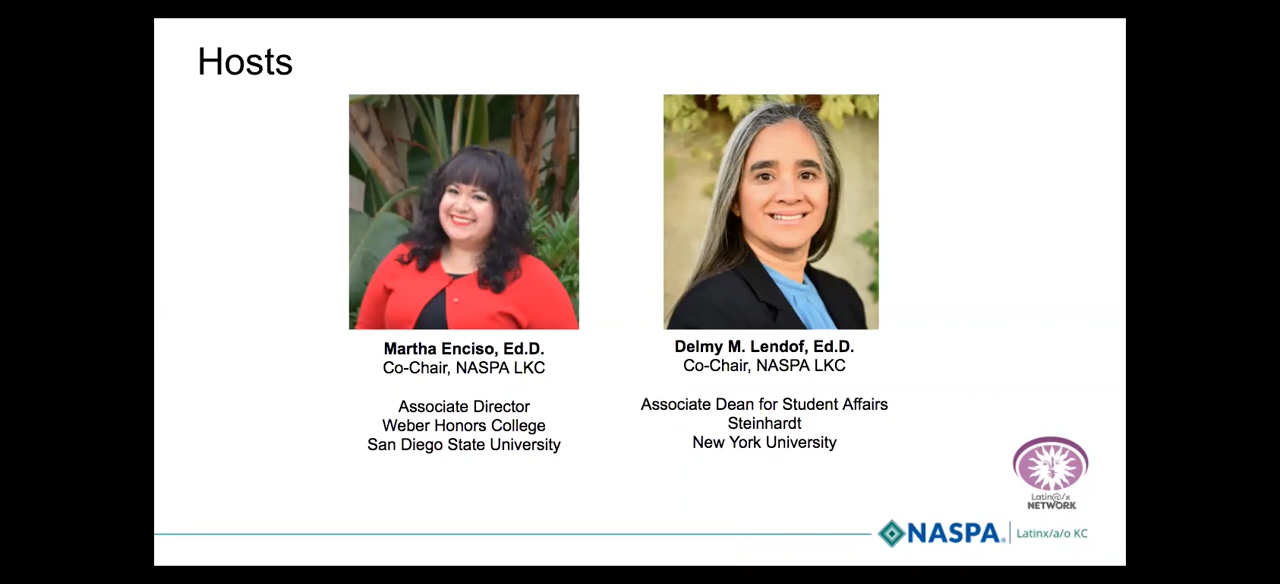 Hosts
Martha Enciso, Ed.D.
Co-Chair, NASPA LKC
Associate Director
Weber Honors College
San Diego State University
Delmy M. Lendof, Ed.D.
Co-Chair, NASPA LKC
Associate Dean for Student Affairs
Steinhardt
New York University
Latin@/x
NETWORK
NASPA. Latinx/a/o KC